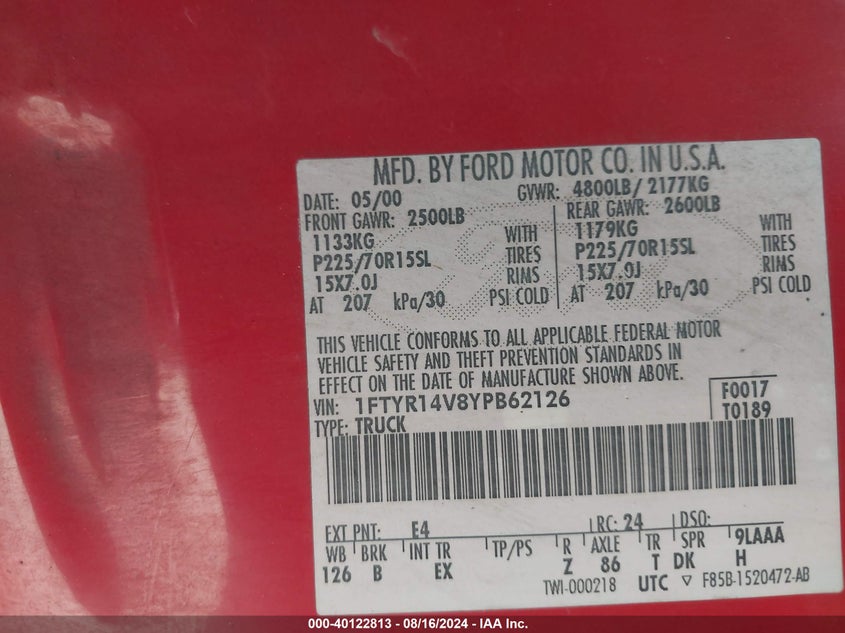 MFD. BY FORD MOTOR CO. IN U.S.A.
DATE: 05/00 GVWR: 4800LB/ 2177KG
FRONT GAWR: 2500LB REAR GAWR: 2600LB
1133KG WITH 1179KG WITH
P225/70R15SL TIRES P225/70R15SL TIRES
15X7.0J RIMS 15X7.0J RIMS
AT 207 kPa/30 PSI COLD AT 207 kPa/30 PSI COLD
THIS VEHICLE CONFORMS TO ALL APPLICABLE FEDERAL MOTOR
VEHICLE SAFETY AND THEFT PREVENTION STANDARDS IN
EFFECT ON THE DATE OF MANUFACTURE SHOWN ABOVE.
VIN: 1FTYR14V8YPB62126 F0017
TYPE: TRUCK T0189
EXT PNT: E4 RC: 24 DSO:
WB BRK INT TR TP/PS R AXLE TR SPR 9LAAA
126 B EX Z 86 T DK H
TWI-000218 UTC ▽ F85B-1520472-AB
000-40122813 - 08/16/2024 - IAA Inc.